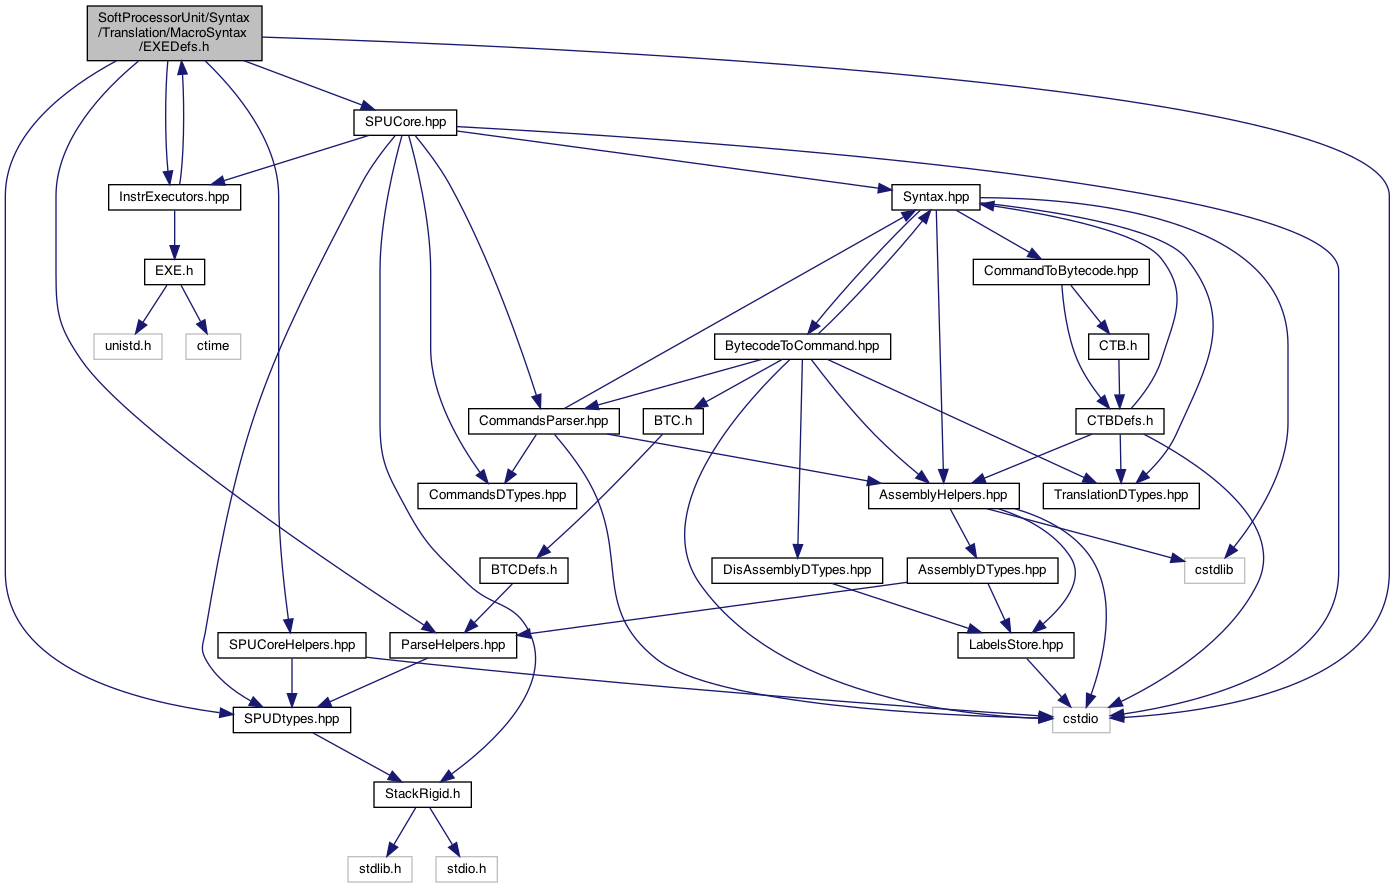 SoftProcessorUnit/Syntax
/Translation/MacroSyntax
/EXEDefs.h
SPUCore.hpp
InstrExecutors.hpp
Syntax.hpp
EXE.h
CommandToBytecode.hpp
unistd.h
ctime
BytecodeToCommand.hpp
CTB.h
CommandsParser.hpp
BTC.h
CTBDefs.h
CommandsDTypes.hpp
AssemblyHelpers.hpp
TranslationDTypes.hpp
BTCDefs.h
DisAssemblyDTypes.hpp
AssemblyDTypes.hpp
cstdlib
SPUCoreHelpers.hpp
ParseHelpers.hpp
LabelsStore.hpp
SPUDtypes.hpp
cstdio
StackRigid.h
stdlib.h
stdio.h